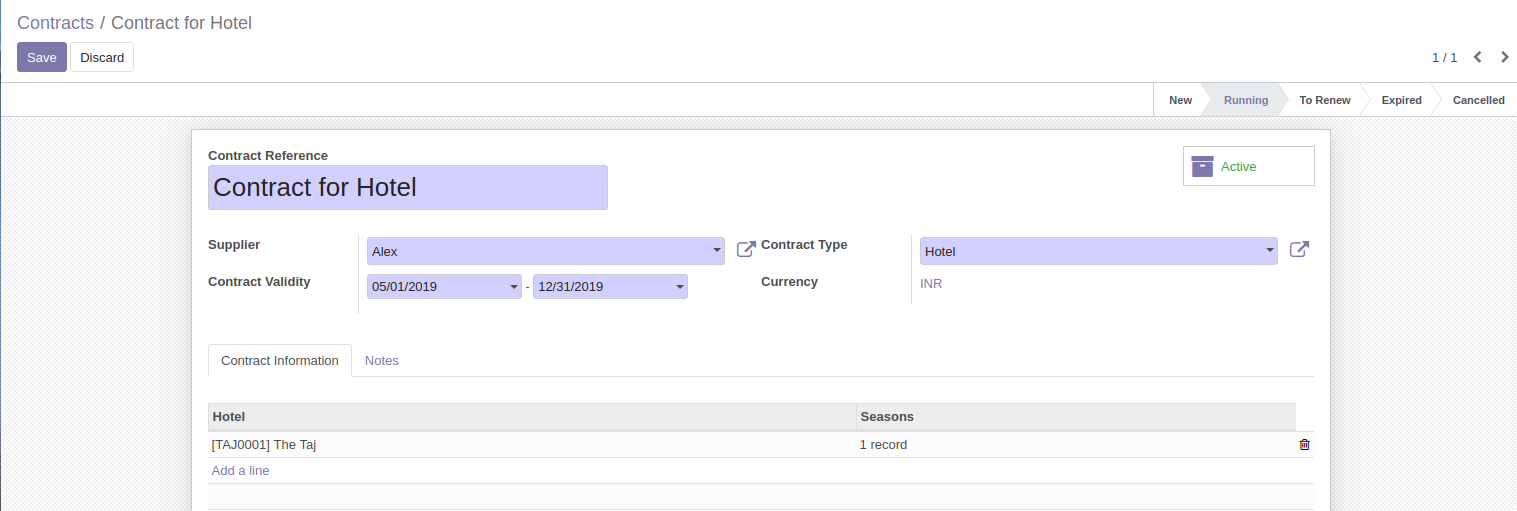 Contracts / Contract for Hotel
Save Discard 1 / 1
New Running To Renew Expired Cancelled
Contract Reference
Contract for Hotel
Active
Supplier Alex Contract Type Hotel
Contract Validity 05/01/2019 - 12/31/2019 Currency INR
Contract Information Notes
Hotel Seasons
[TAJ0001] The Taj 1 record
Add a line